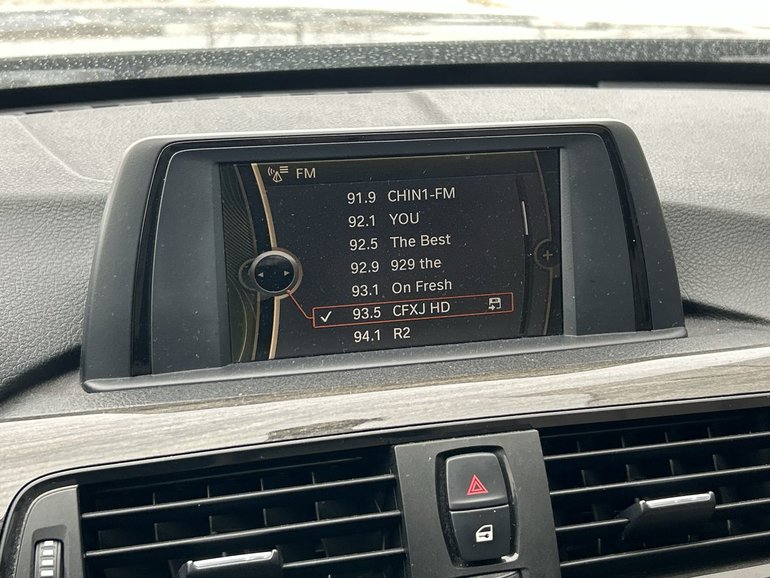 FM
91.9 CHIN1-FM
92.1 YOU
92.5 The Best
92.9 929 the
93.1 On Fresh
✓ 93.5 CFXJ HD
94.1 R2